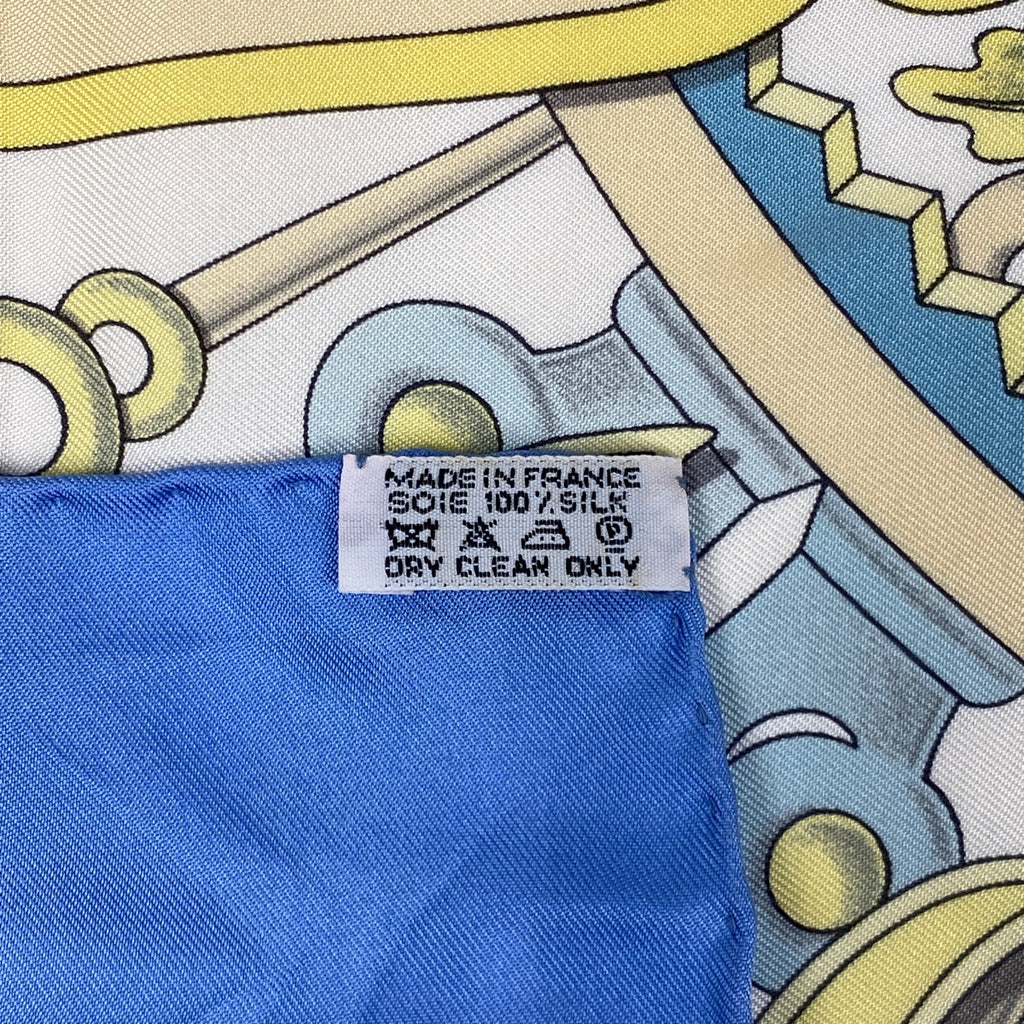 MADE IN FRANCE
SOIE 100% SILK
P
DRY CLEAN ONLY